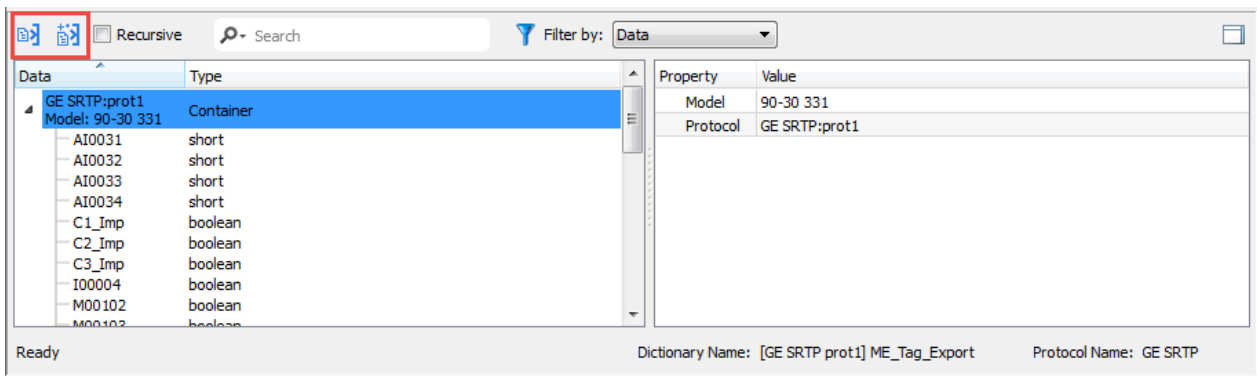 Recursive Search Filter by: Data
Data Type
GE SRTP:prot1
Model: 90-30 331 Container
AI0031 short
AI0032 short
AI0033 short
AI0034 short
C1_Imp boolean
C2_Imp boolean
C3_Imp boolean
I00004 boolean
M00102 boolean
M00103 boolean
Property Value
Model 90-30 331
Protocol GE SRTP:prot1
Ready Dictionary Name: [GE SRTP prot1] ME_Tag_Export Protocol Name: GE SRTP